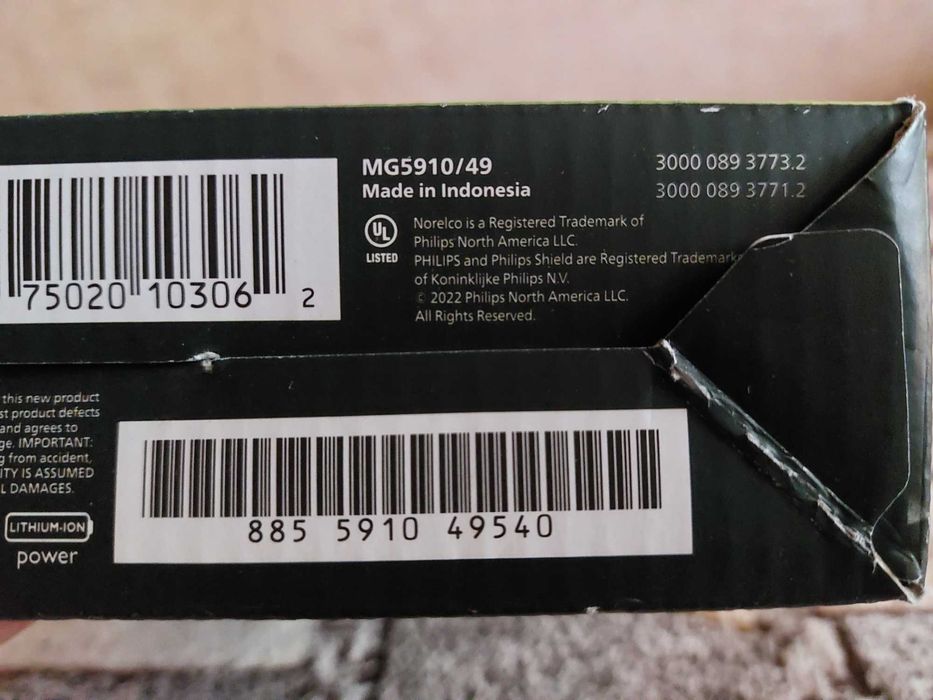 75020 10306 2
MG5910/49
Made in Indonesia
3000 089 3773.2
3000 089 3771.2
UL
LISTED
Norelco is a Registered Trademark of
Philips North America LLC.
PHILIPS and Philips Shield are Registered Trademark
of Koninklijke Philips N.V.
© 2022 Philips North America LLC.
All Rights Reserved.
this new product
st product defects
and agrees to
ge. IMPORTANT:
g from accident,
ITY IS ASSUMED
L DAMAGES.
LITHIUM-ION
power
885 5910 49540